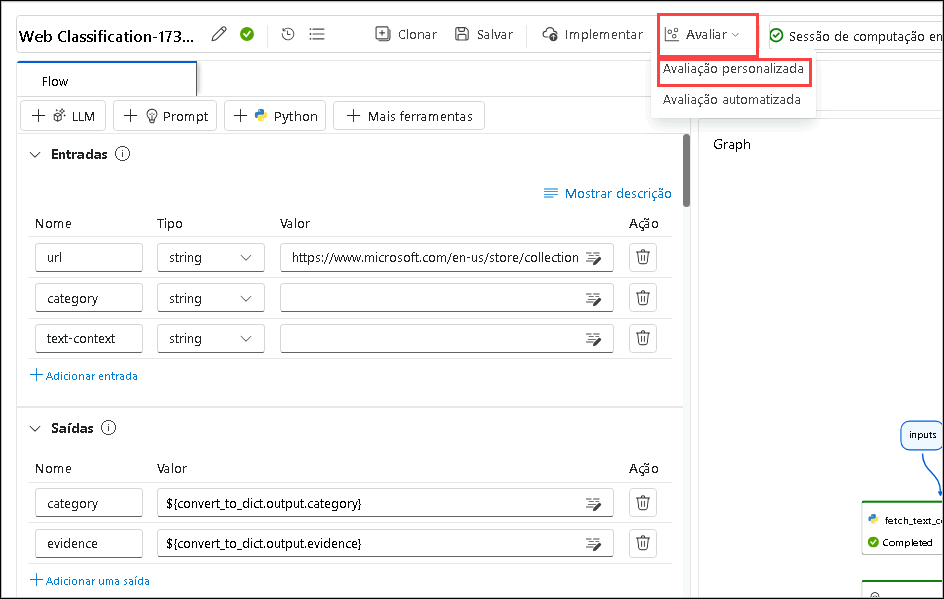 Web Classification-173...
Clonar
Salvar
Implementar
Avaliar
Sessão de computação en
Avaliação personalizada
Avaliação automatizada
Flow
LLM
Prompt
Python
Mais ferramentas
Graph
Entradas
Mostrar descrição
Nome Tipo Valor Ação
url string https://www.microsoft.com/en-us/store/collection
category string
text-context string
Adicionar entrada
Saídas
Nome Valor Ação
category ${convert_to_dict.output.category}
evidence ${convert_to_dict.output.evidence}
Adicionar uma saída
inputs
fetch_text_co
Completed